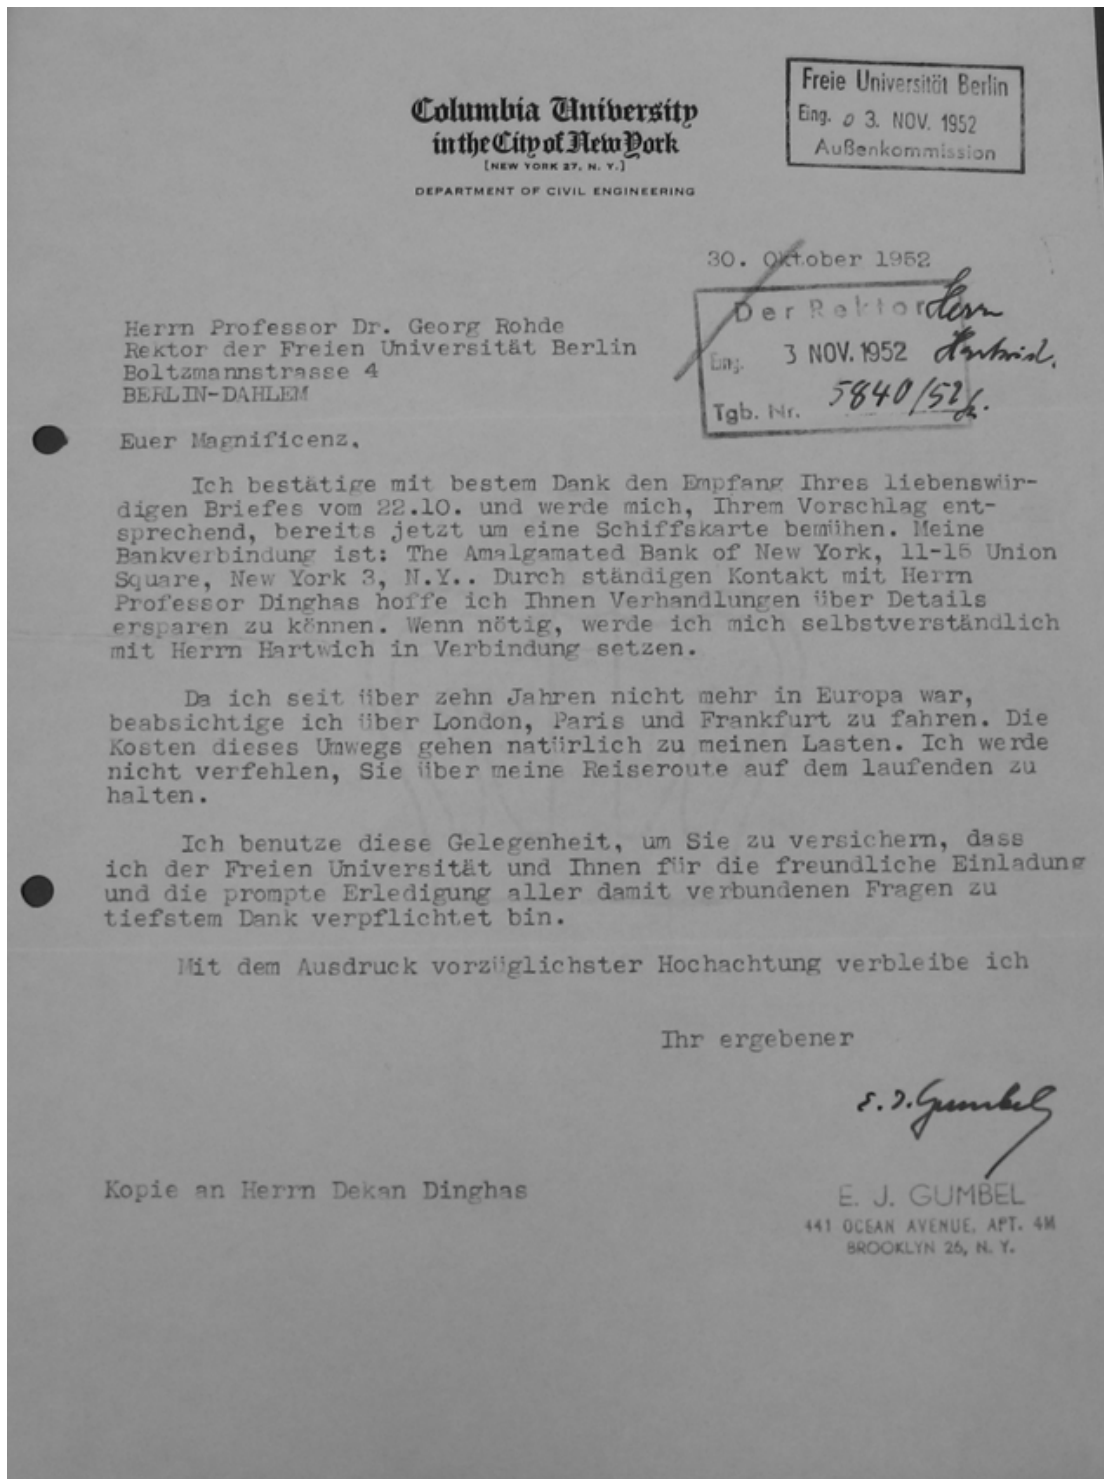 Columbia University
in the City of New York
[NEW YORK 27, N. Y.]
DEPARTMENT OF CIVIL ENGINEERING
Freie Universität Berlin
Eing. 03. NOV. 1952
Außenkommission
30. Oktober 1952
Der Rektor
Eing. 3 NOV. 1952
Tgb. Nr. 5840/52
Herrn
Hartwich.
Herrn Professor Dr. Georg Rohde
Rektor der Freien Universität Berlin
Boltzmannstrasse 4
BERLIN-DAHLEM
Euer Magnificenz,
Ich bestätige mit bestem Dank den Empfang Ihres liebenswür-
digen Briefes vom 22.10. und werde mich, Ihrem Vorschlag ent-
sprechend, bereits jetzt um eine Schiffskarte bemühen. Meine
Bankverbindung ist: The Amalgamated Bank of New York, 11-15 Union
Square, New York 3, N.Y.. Durch ständigen Kontakt mit Herrn
Professor Dinghas hoffe ich Ihnen Verhandlungen über Details
ersparen zu können. Wenn nötig, werde ich mich selbstverständlich
mit Herrn Hartwich in Verbindung setzen.
Da ich seit über zehn Jahren nicht mehr in Europa war,
beabsichtige ich über London, Paris und Frankfurt zu fahren. Die
Kosten dieses Umwegs gehen natürlich zu meinen Lasten. Ich werde
nicht verfehlen, Sie über meine Reiseroute auf dem laufenden zu
halten.
Ich benutze diese Gelegenheit, um Sie zu versichern, dass
ich der Freien Universität und Ihnen für die freundliche Einladung
und die prompte Erledigung aller damit verbundenen Fragen zu
tiefstem Dank verpflichtet bin.
Mit dem Ausdruck vorzüglichster Hochachtung verbleibe ich
Ihr ergebener
E. J. Gumbel
Kopie an Herrn Dekan Dinghas
E. J. GUMBEL
441 OCEAN AVENUE, APT. 4M
BROOKLYN 26, N. Y.